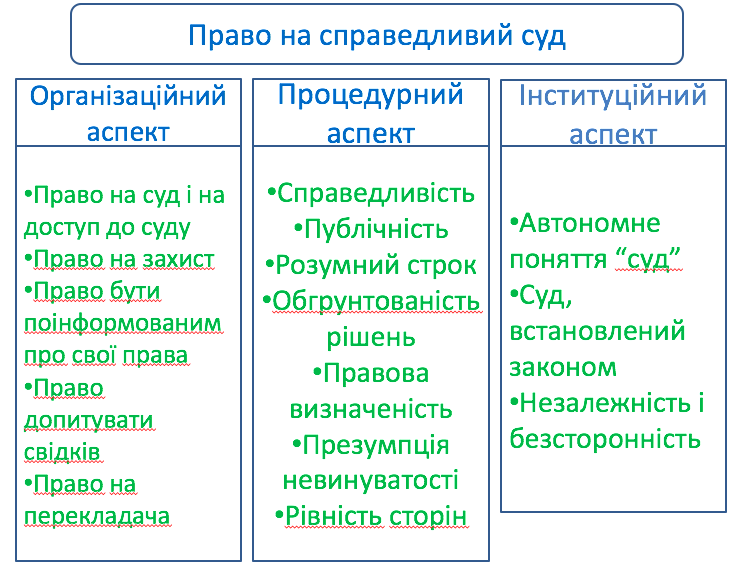 Право на справедливий суд
Організаційний
аспект
•Право на суд і на
доступ до суду
•Право на захист
•Право бути
поінформованим
про свої права
•Право
допитувати
свідків
•Право на
перекладача
Процедурний
аспект
•Справедливість
•Публічність
•Розумний строк
•Обгрунтованість
рішень
•Правова
визначеність
•Презумпція
невинуватості
•Рівність сторін
Інституційний
аспект
•Автономне
поняття “суд”
•Суд,
встановлений
законом
•Незалежність і
безсторонність